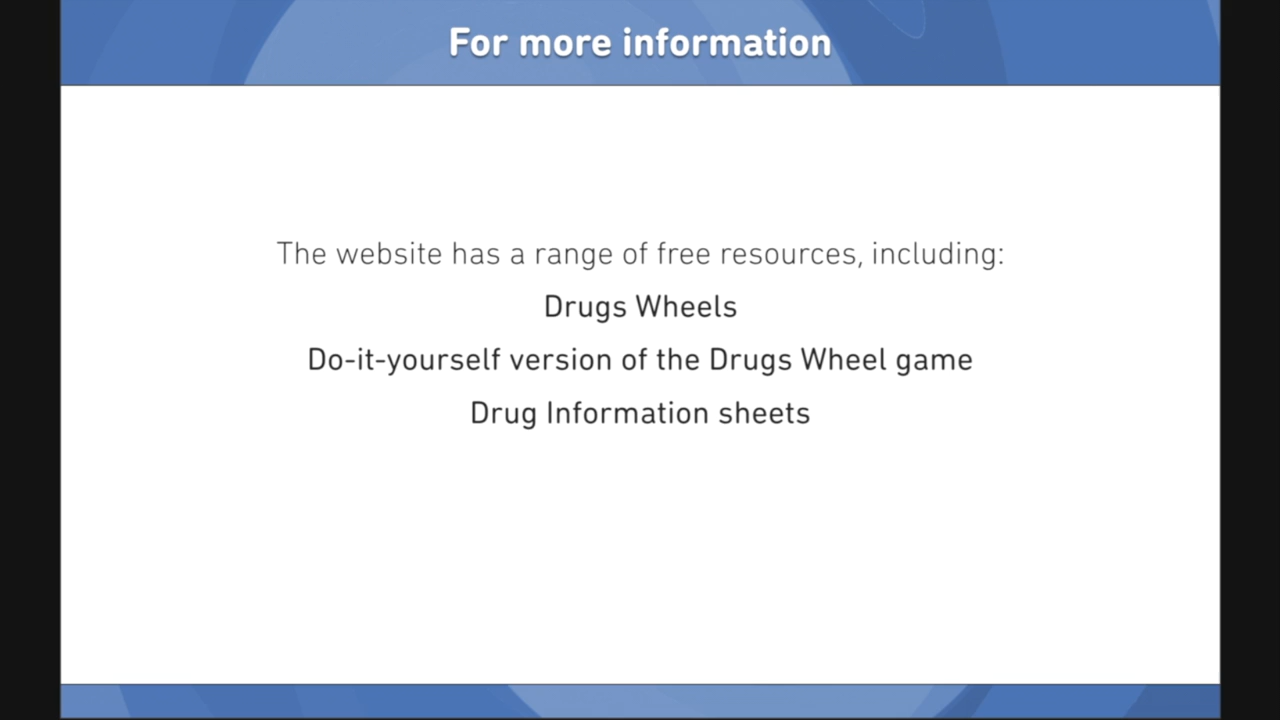 For more information
The website has a range of free resources, including:
Drugs Wheels
Do-it-yourself version of the Drugs Wheel game
Drug Information sheets